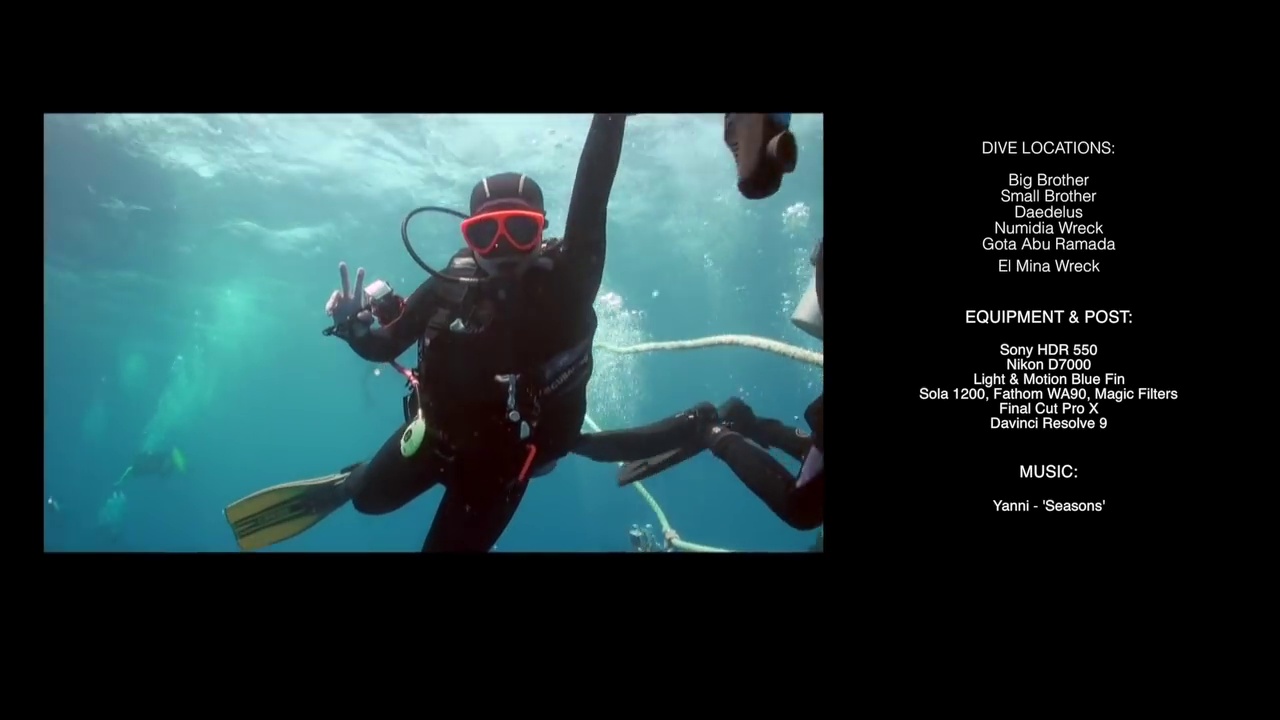 DIVE LOCATIONS:
Big Brother
Small Brother
Daedelus
Numidia Wreck
Gota Abu Ramada
El Mina Wreck
EQUIPMENT & POST:
Sony HDR 550
Nikon D7000
Light & Motion Blue Fin
Sola 1200, Fathom WA90, Magic Filters
Final Cut Pro X
Davinci Resolve 9
MUSIC:
Yanni - 'Seasons'